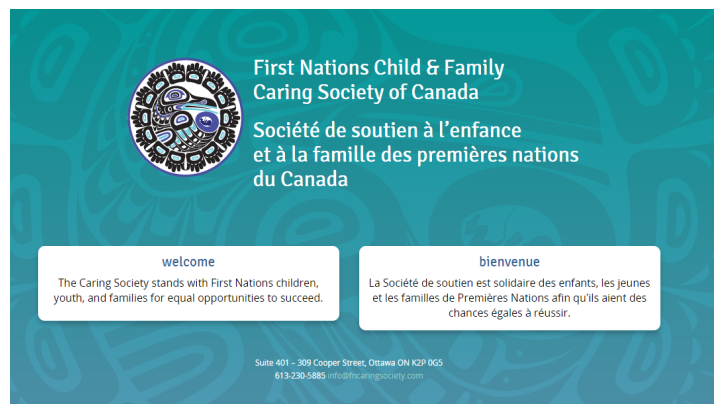 First Nations Child & Family
Caring Society of Canada
Société de soutien à l'enfance
et à la famille des premières nations
du Canada
welcome
The Caring Society stands with First Nations children,
youth, and families for equal opportunities to succeed.
bienvenue
La Société de soutien est solidaire des enfants, les jeunes
et les familles de Premières Nations afin qu'ils aient des
chances égales à réussir.
Suite 401 – 309 Cooper Street, Ottawa ON K2P 0G5
613-230-5885 info@fncaringsociety.com